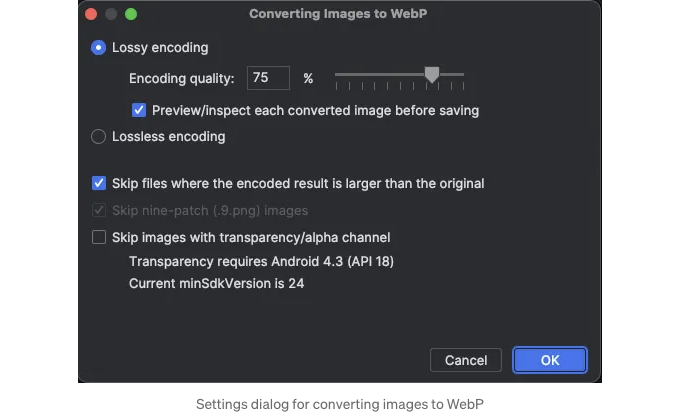 Converting Images to WebP
Lossy encoding
Encoding quality: 75 %
Preview/inspect each converted image before saving
Lossless encoding
Skip files where the encoded result is larger than the original
Skip nine-patch (.9.png) images
Skip images with transparency/alpha channel
Transparency requires Android 4.3 (API 18)
Current minSdkVersion is 24
Cancel OK
Settings dialog for converting images to WebP